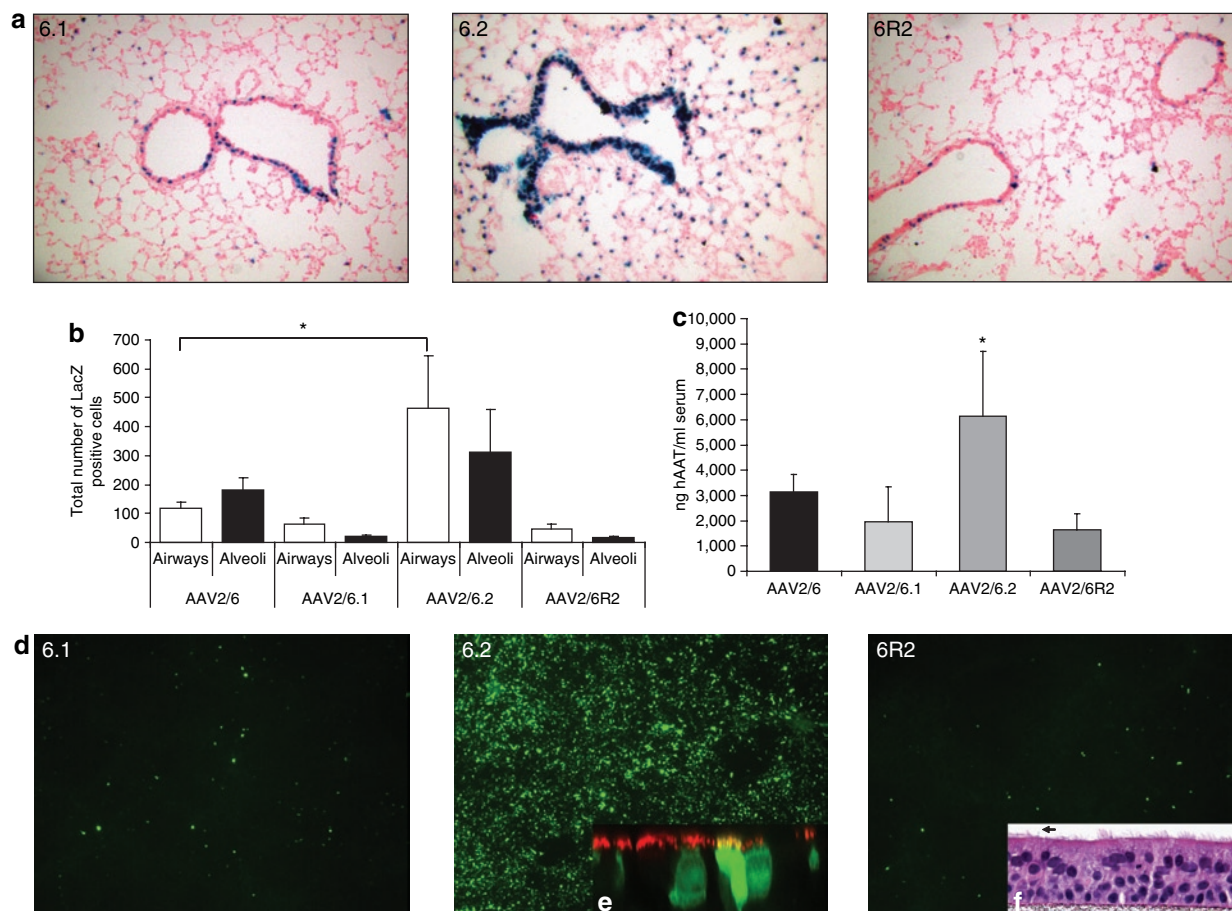 a
6.1
6.2
6R2
b
*
700
600
500
400
300
200
100
0
Total number of LacZ
positive cells
Airways Alveoli Airways Alveoli Airways Alveoli Airways Alveoli
AAV2/6 AAV2/6.1 AAV2/6.2 AAV2/6R2
c
*
10,000
9,000
8,000
7,000
6,000
5,000
4,000
3,000
2,000
1,000
0
ng hAAT/ml serum
AAV2/6 AAV2/6.1 AAV2/6.2 AAV2/6R2
d
6.1
6.2
6R2
e
f